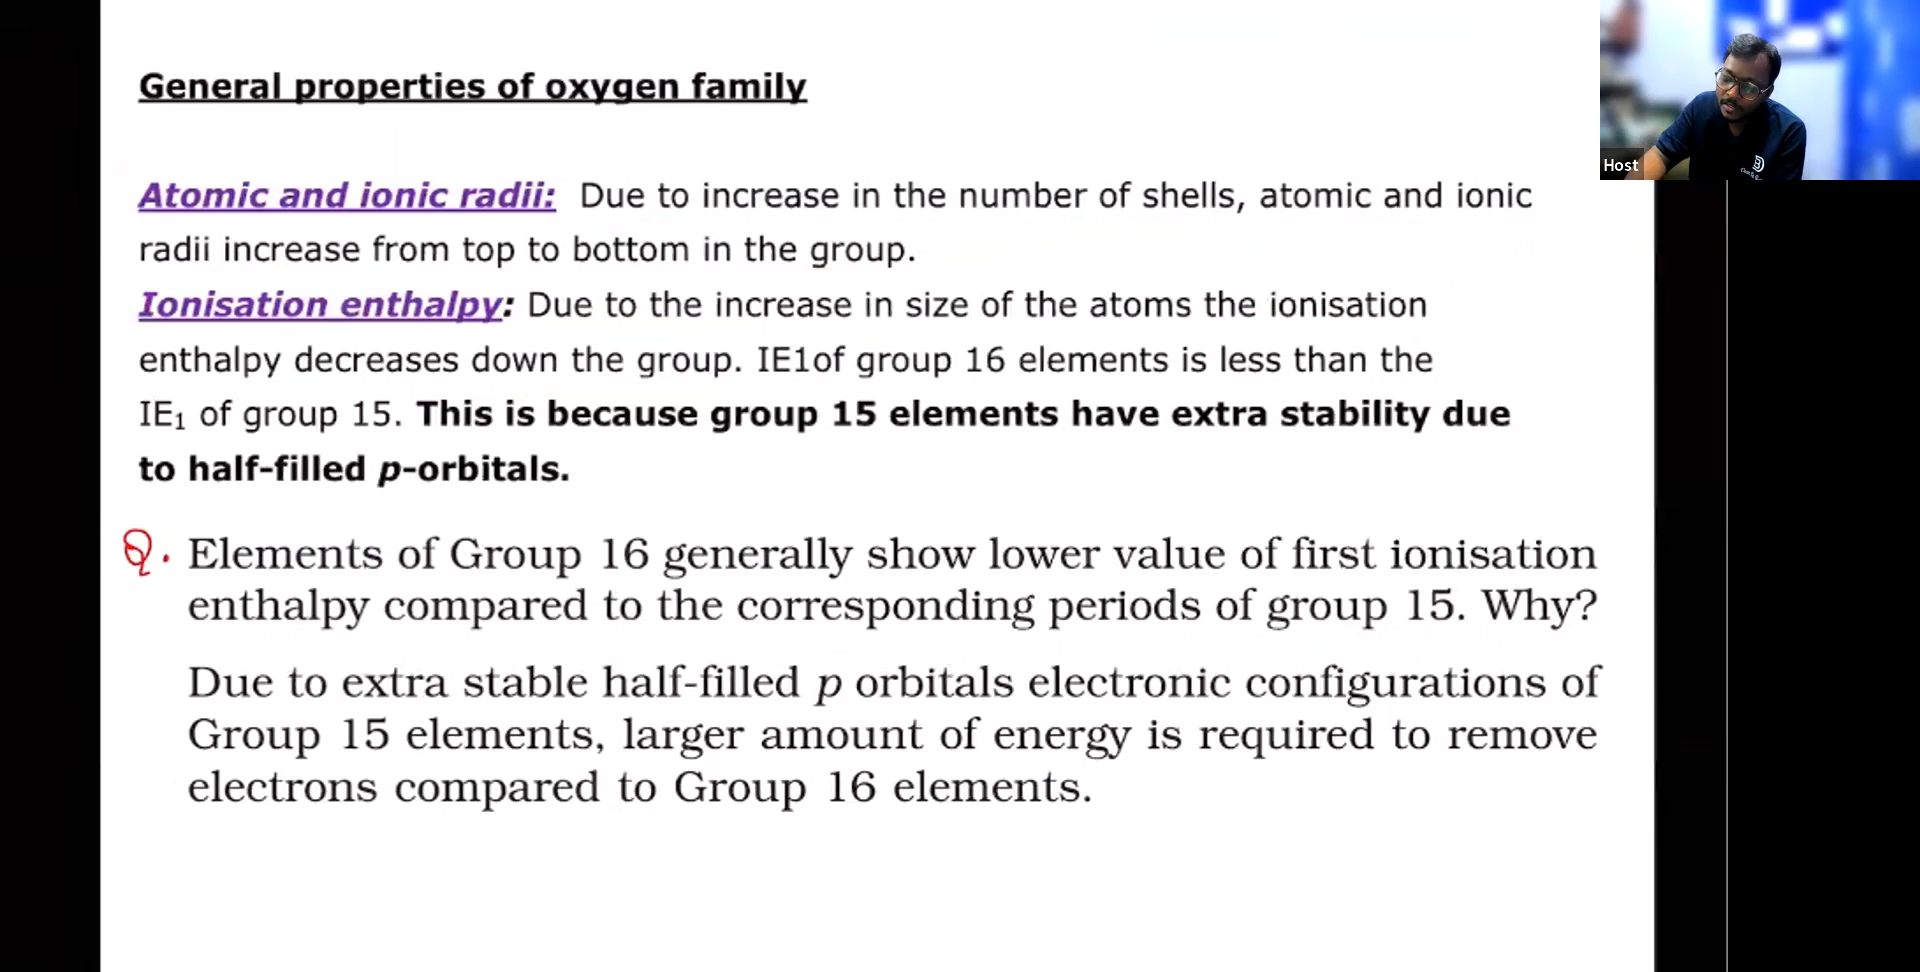 General properties of oxygen family
Host
Atomic and ionic radii: Due to increase in the number of shells, atomic and ionic
radii increase from top to bottom in the group.
Ionisation enthalpy: Due to the increase in size of the atoms the ionisation
enthalpy decreases down the group. IE1of group 16 elements is less than the
IE₁ of group 15. This is because group 15 elements have extra stability due
to half-filled p-orbitals.
Q. Elements of Group 16 generally show lower value of first ionisation
enthalpy compared to the corresponding periods of group 15. Why?
Due to extra stable half-filled p orbitals electronic configurations of
Group 15 elements, larger amount of energy is required to remove
electrons compared to Group 16 elements.